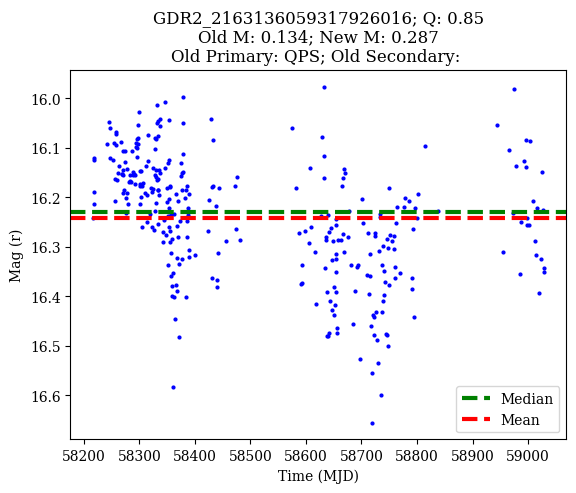 GDR2_2163136059317926016; Q: 0.85
Old M: 0.134; New M: 0.287
Old Primary: QPS; Old Secondary:
16.0
16.1
16.2
16.3
16.4
16.5
16.6
Mag (r)
Median
Mean
58200 58300 58400 58500 58600 58700 58800 58900 59000
Time (MJD)